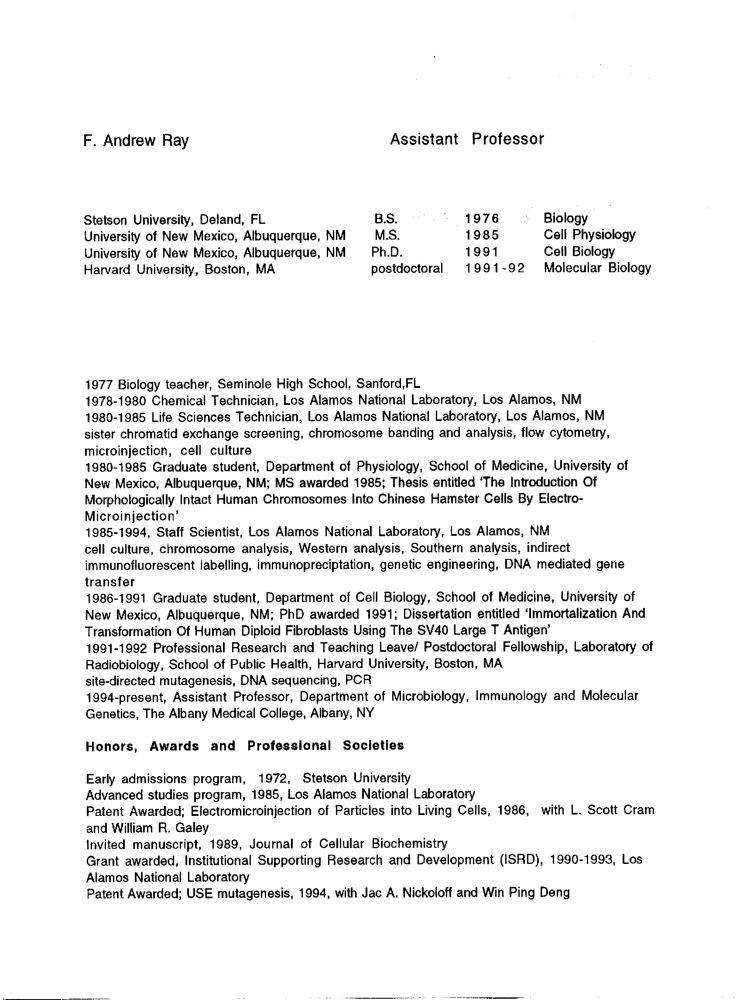 F. Andrew Ray Assistant Professor
Stetson University, Deland, FL B.S. 1976 Biology
University of New Mexico, Albuquerque, NM M.S. 1985 Cell Physiology
University of New Mexico, Albuquerque, NM Ph.D. 1991 Cell Biology
Harvard University, Boston, MA postdoctoral 1991-92 Molecular Biology
1977 Biology teacher, Seminole High School, Sanford,FL
1978-1980 Chemical Technician, Los Alamos National Laboratory, Los Alamos, NM
1980-1985 Life Sciences Technician, Los Alamos National Laboratory, Los Alamos, NM
sister chromatid exchange screening, chromosome banding and analysis, flow cytometry,
microinjection, cell culture
1980-1985 Graduate student, Department of Physiology, School of Medicine, University of
New Mexico, Albuquerque, NM; MS awarded 1985; Thesis entitled 'The Introduction Of
Morphologically Intact Human Chromosomes Into Chinese Hamster Cells By Electro-
Microinjection'
1985-1994, Staff Scientist, Los Alamos National Laboratory, Los Alamos, NM
cell culture, chromosome analysis, Western analysis, Southern analysis, indirect
immunofluorescent labelling, immunopreciptation, genetic engineering, DNA mediated gene
transfer
1986-1991 Graduate student, Department of Cell Biology, School of Medicine, University of
New Mexico, Albuquerque, NM; PhD awarded 1991; Dissertation entitled 'Immortalization And
Transformation Of Human Diploid Fibroblasts Using The SV40 Large T Antigen'
1991-1992 Professional Research and Teaching Leave/ Postdoctoral Fellowship, Laboratory of
Radiobiology, School of Public Health, Harvard University, Boston, MA
site-directed mutagenesis, DNA sequencing, PCR
1994-present, Assistant Professor, Department of Microbiology, Immunology and Molecular
Genetics, The Albany Medical College, Albany, NY
Honors, Awards and Professional Societies
Early admissions program, 1972, Stetson University
Advanced studies program, 1985, Los Alamos National Laboratory
Patent Awarded; Electromicroinjection of Particles into Living Cells, 1986, with L. Scott Cram
and William R. Galey
Invited manuscript, 1989, Journal of Cellular Biochemistry
Grant awarded, Institutional Supporting Research and Development (ISRD), 1990-1993, Los
Alamos National Laboratory
Patent Awarded; USE mutagenesis, 1994, with Jac A. Nickoloff and Win Ping Deng